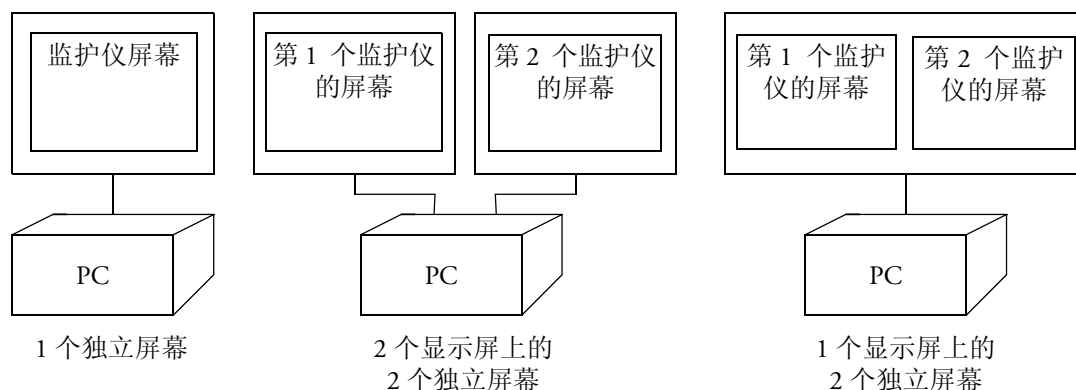 监护仪屏幕
第 1 个监护仪
的屏幕
第 2 个监护仪
的屏幕
第 1 个监护
仪的屏幕
第 2 个监护
仪的屏幕
PC
PC
PC
1 个独立屏幕
2 个显示屏上的
2 个独立屏幕
1 个显示屏上的
2 个独立屏幕